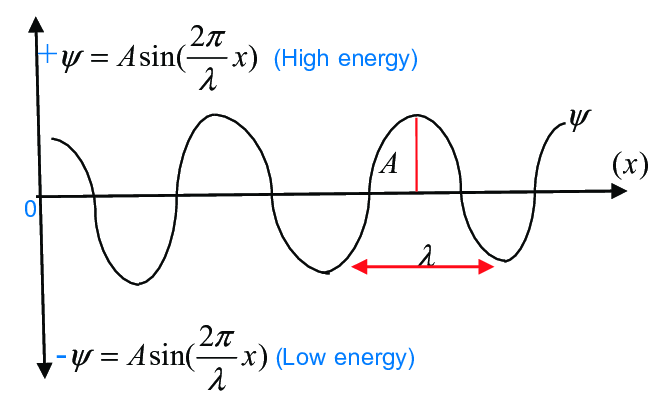 +ψ = A sin(2π/λ x) (High energy)
ψ
A
(x)
0
λ
-ψ = A sin(2π/λ x) (Low energy)